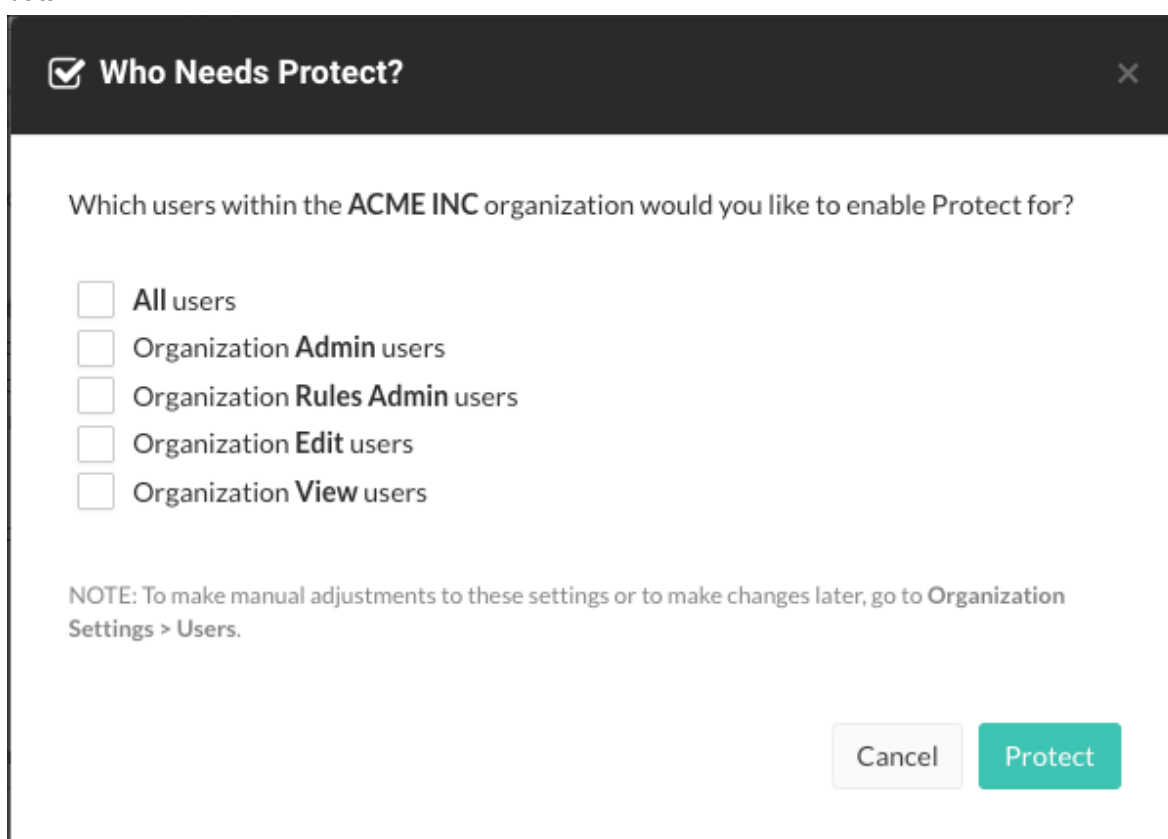 Who Needs Protect?
Which users within the ACME INC organization would you like to enable Protect for?
All users
Organization Admin users
Organization Rules Admin users
Organization Edit users
Organization View users
NOTE: To make manual adjustments to these settings or to make changes later, go to Organization
Settings > Users.
Cancel
Protect